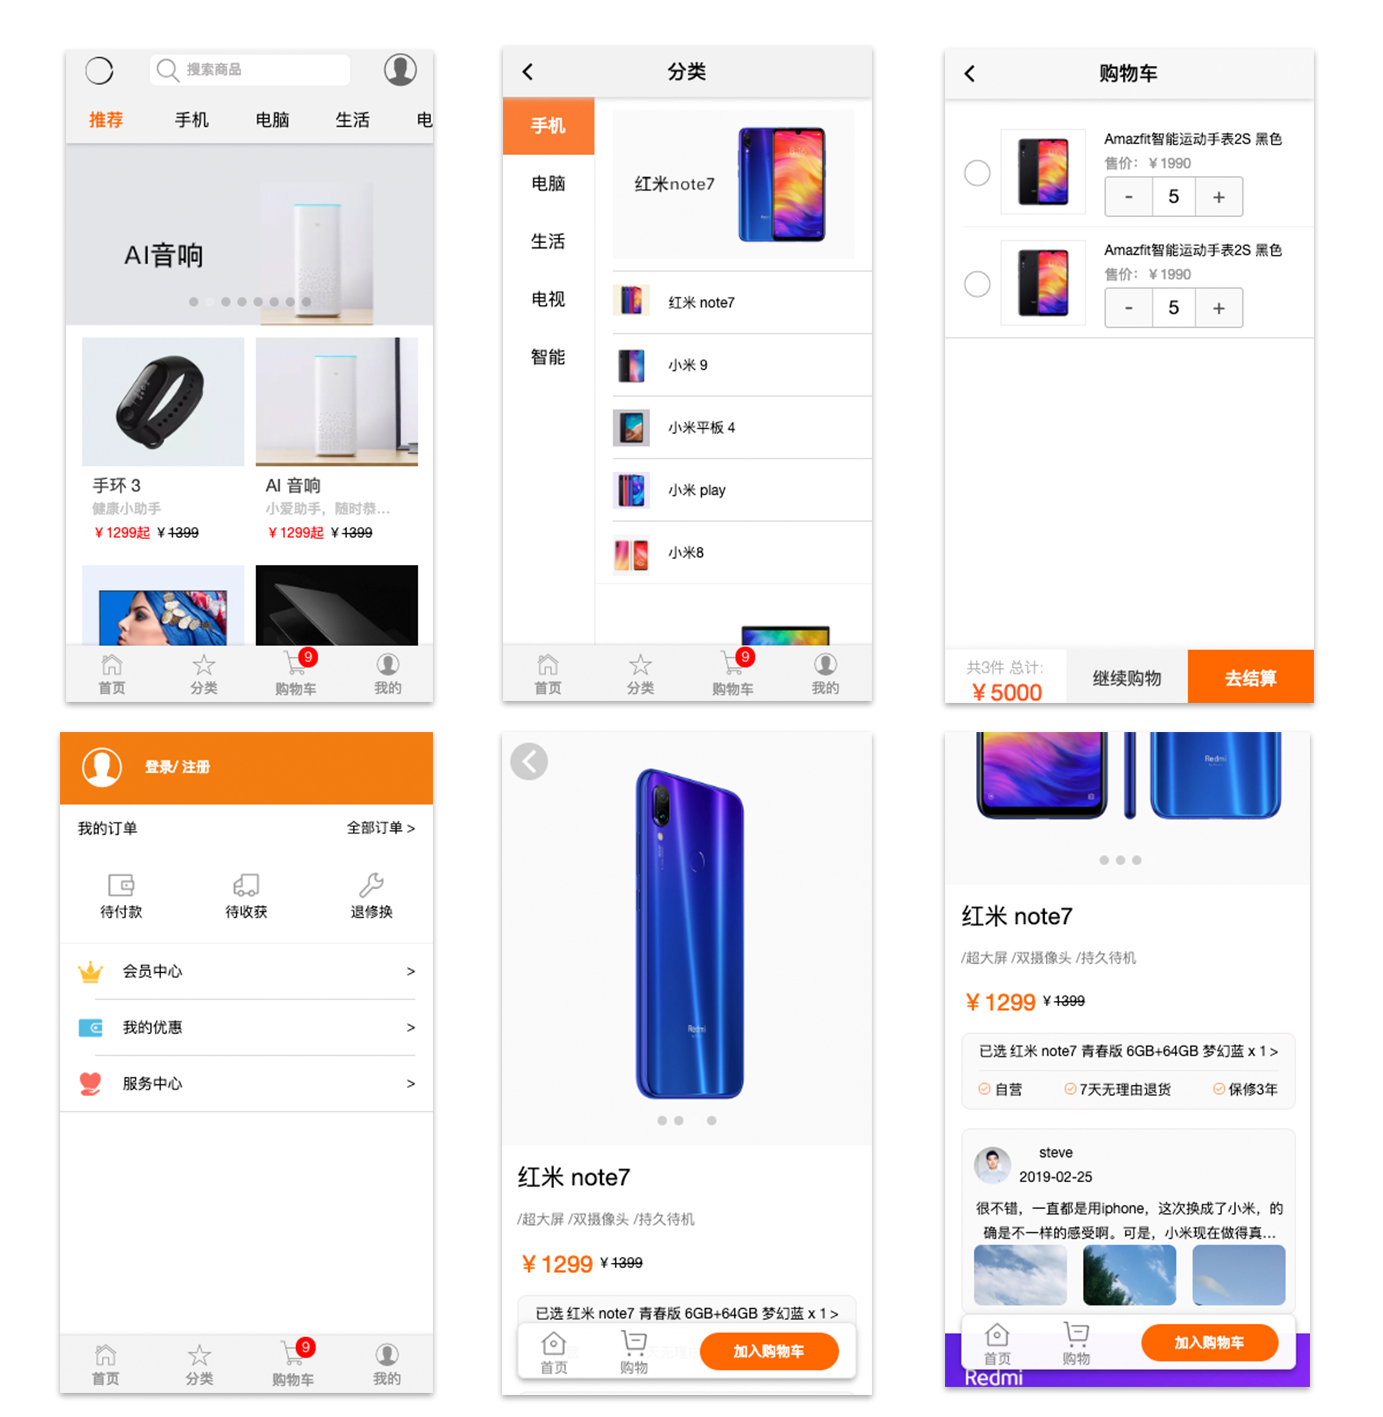 搜索商品
推荐 手机 电脑 生活 电
AI音响
手环 3
健康小助手
¥1299起 ¥1399
AI 音响
小爱助手，随时恭...
¥1299起 ¥1399
9
首页 分类 购物车 我的
分类
手机
电脑
生活
电视
智能
红米note7
红米 note7
小米 9
小米平板 4
小米 play
小米8
9
首页 分类 购物车 我的
购物车
Amazfit智能运动手表2S 黑色
售价：¥1990
- 5 +
Amazfit智能运动手表2S 黑色
售价：¥1990
- 5 +
共3件 总计:
¥5000
继续购物
去结算
登录/ 注册
我的订单 全部订单 >
待付款 待收获 退修换
会员中心 >
我的优惠 >
服务中心 >
9
首页 分类 购物车 我的
Redmi
红米 note7
/超大屏 /双摄像头 /持久待机
¥1299 ¥1399
已选 红米 note7 青春版 6GB+64GB 梦幻蓝 x 1 >
首页 购物 加入购物车
Redmi
红米 note7
/超大屏 /双摄像头 /持久待机
¥1299 ¥1399
已选 红米 note7 青春版 6GB+64GB 梦幻蓝 x 1 >
自营 7天无理由退货 保修3年
steve
2019-02-25
很不错，一直都是用iphone，这次换成了小米，的
确是不一样的感受啊。可是，小米现在做得真...
首页 购物 加入购物车
Redmi